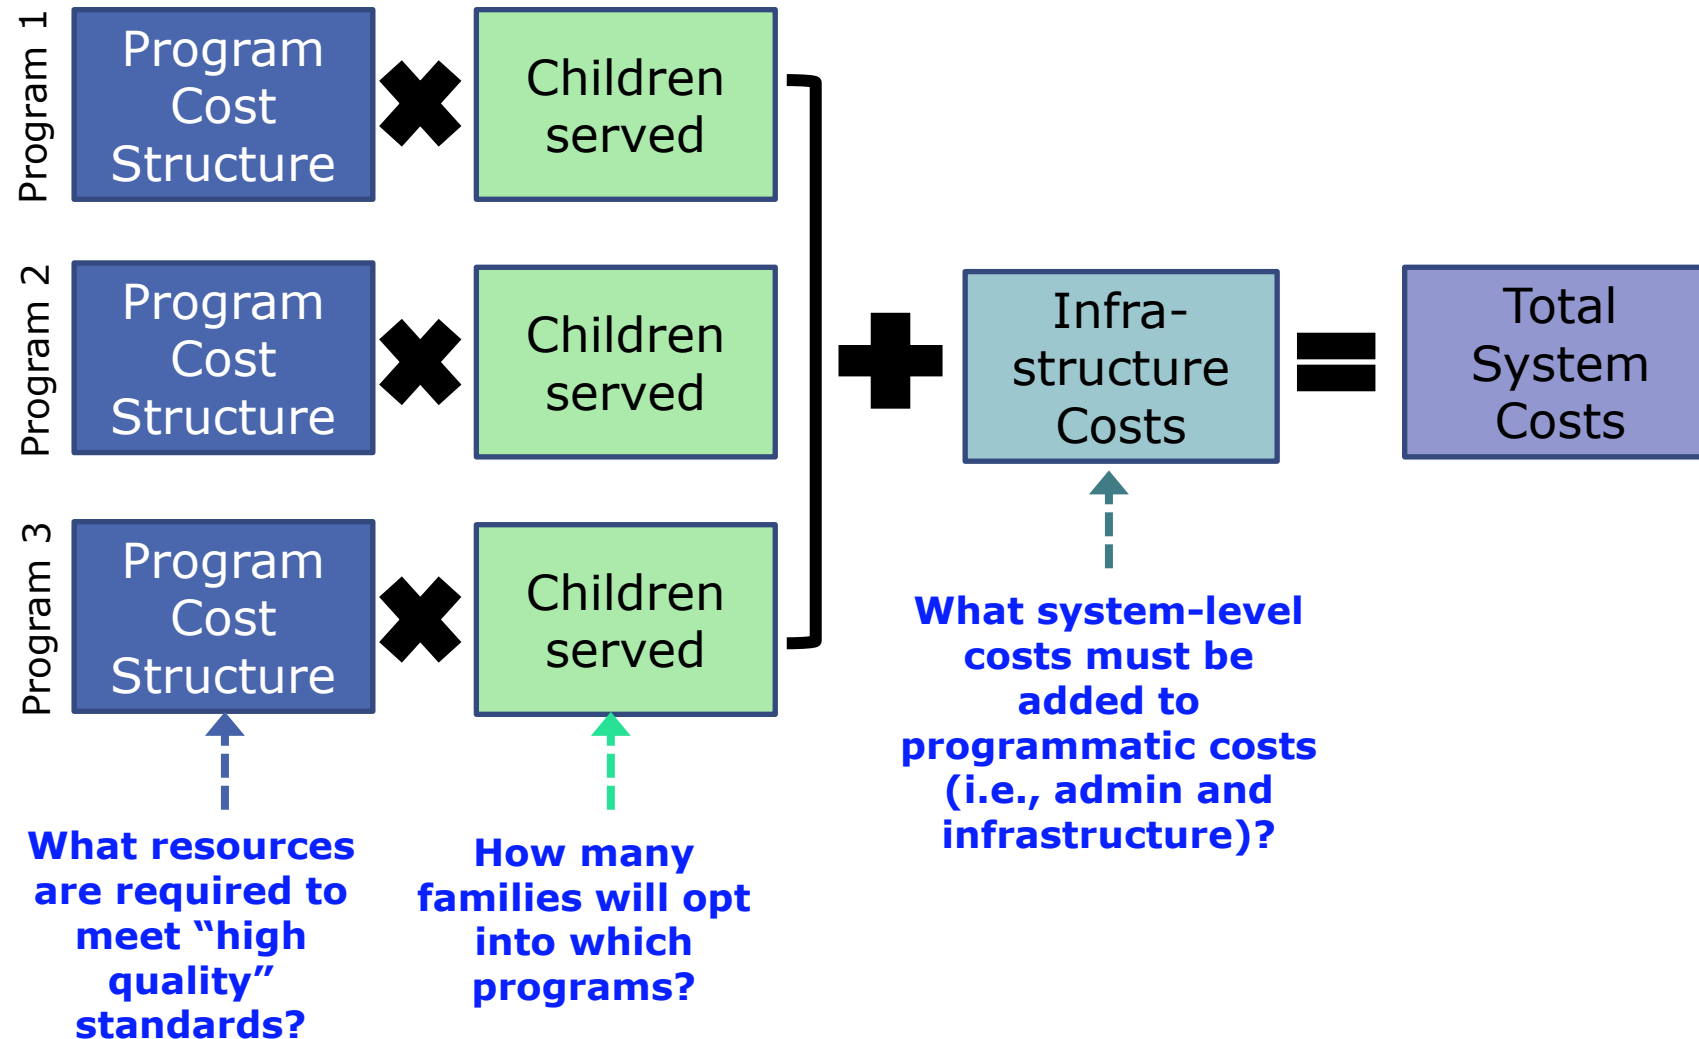 Program 1
Program
Cost
Structure
Children
served
Program 2
Program
Cost
Structure
Children
served
Program 3
Program
Cost
Structure
Children
served
Infra-
structure
Costs
Total
System
Costs
What resources
are required to
meet “high
quality”
standards?
How many
families will opt
into which
programs?
What system-level
costs must be
added to
programmatic costs
(i.e., admin and
infrastructure)?